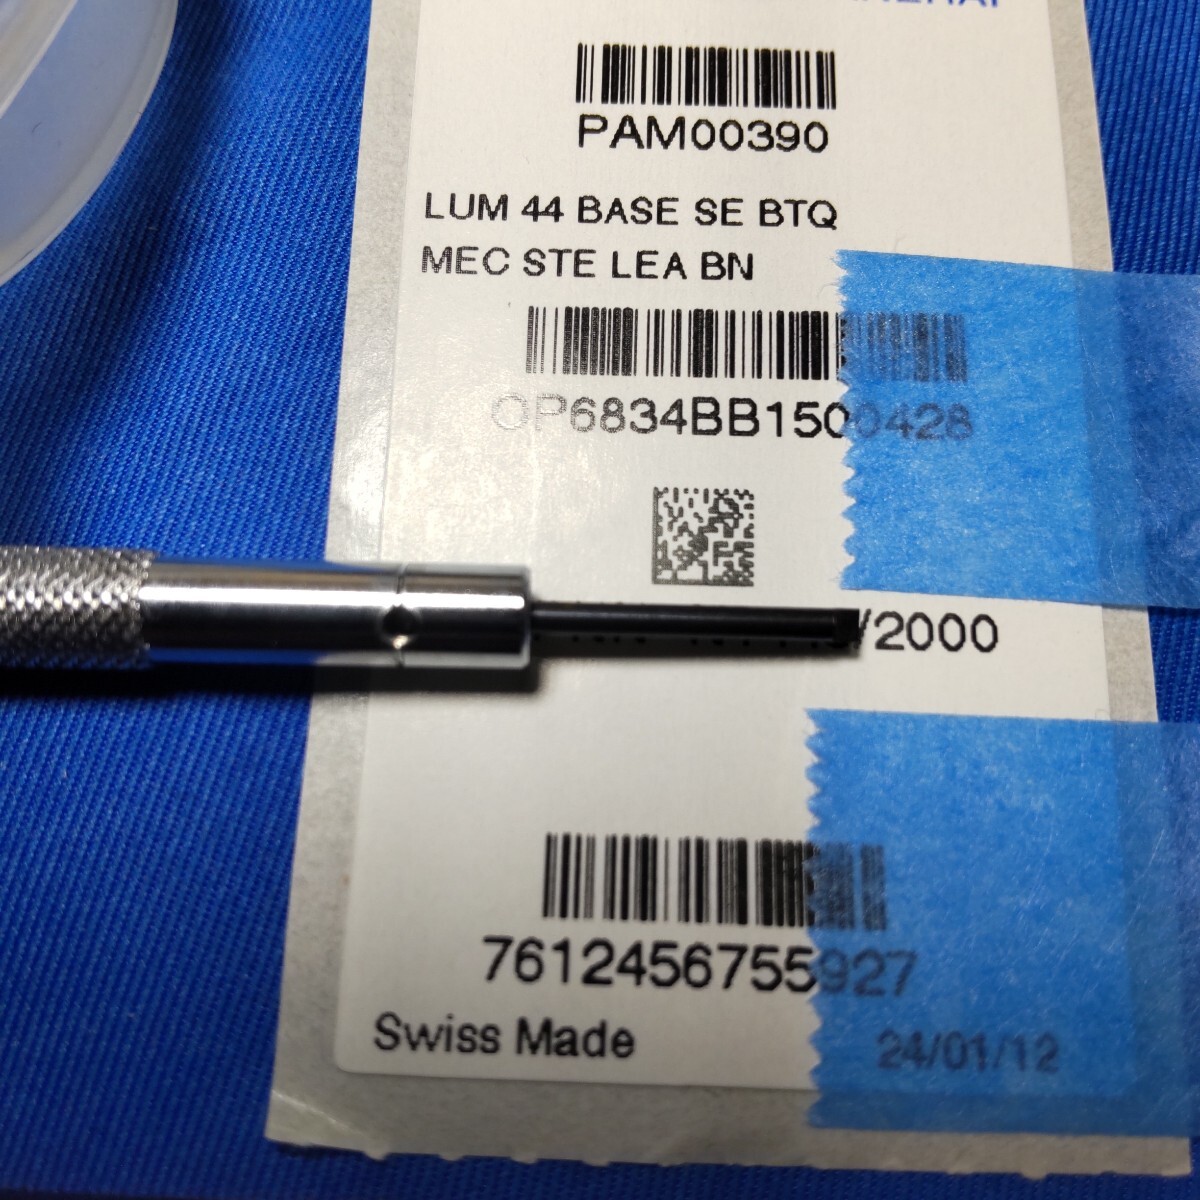 PAM00390
LUM 44 BASE SE BTQ
MEC STE LEA BN
OP6834BB1500428
/2000
7612456755927
Swiss Made
24/01/12